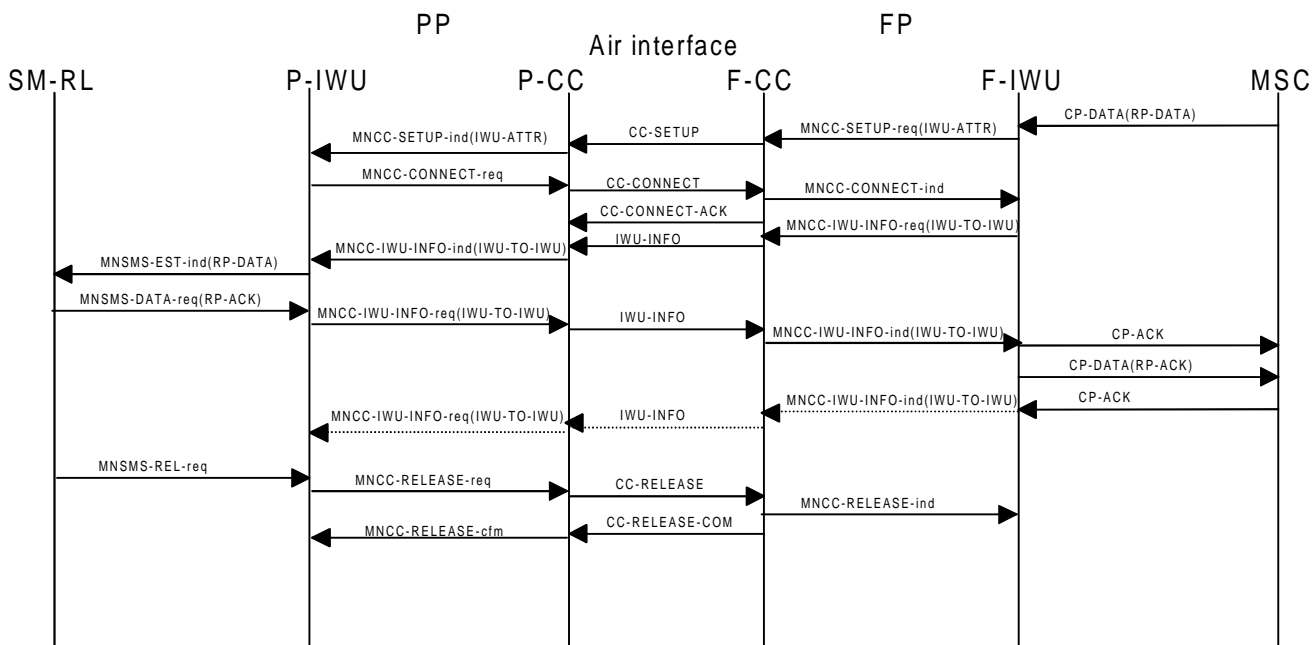 PP
FP
Air interface
SM-RL P-IWU P-CC F-CC F-IWU MSC
CP-DATA(RP-DATA)
MNCC-SETUP-req(IWU-ATTR)
CC-SETUP
MNCC-SETUP-ind(IWU-ATTR)
MNCC-CONNECT-req
CC-CONNECT
MNCC-CONNECT-ind
CC-CONNECT-ACK
MNCC-IWU-INFO-req(IWU-TO-IWU)
IWU-INFO
MNCC-IWU-INFO-ind(IWU-TO-IWU)
MNSMS-EST-ind(RP-DATA)
MNSMS-DATA-req(RP-ACK)
MNCC-IWU-INFO-req(IWU-TO-IWU)
IWU-INFO
MNCC-IWU-INFO-ind(IWU-TO-IWU)
CP-ACK
CP-DATA(RP-ACK)
CP-ACK
MNCC-IWU-INFO-ind(IWU-TO-IWU)
IWU-INFO
MNCC-IWU-INFO-req(IWU-TO-IWU)
MNSMS-REL-req
MNCC-RELEASE-req
CC-RELEASE
MNCC-RELEASE-ind
CC-RELEASE-COM
MNCC-RELEASE-cfm